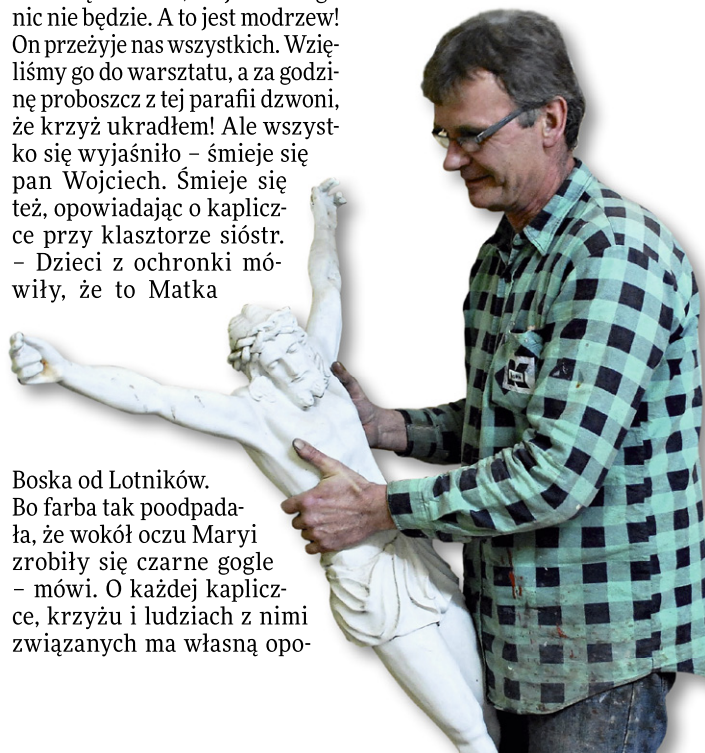 nic nie będzie. A to jest modrzew!
On przeżyje nas wszystkich. Wzię-
liśmy go do warsztatu, a za godzi-
nę proboszcz z tej parafii dzwoni,
że krzyż ukradłem! Ale wszyst-
ko się wyjaśniło – śmieje się
pan Wojciech. Śmieje się
też, opowiadając o kaplicz-
ce przy klasztorze sióstr.
– Dzieci z ochronki mó-
wiły, że to Matka
Boska od Lotników.
Bo farba tak poodpada-
ła, że wokół oczu Maryi
zrobiły się czarne gogle
– mówi. O każdej kaplicz-
ce, krzyżu i ludziach z nimi
związanych ma własną opo-